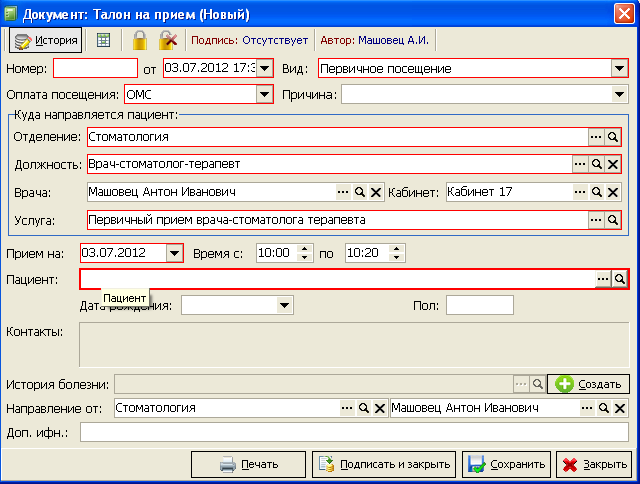 Документ: Талон на прием (Новый)
История Подпись: Отсутствует Автор: Машовец А.И.
Номер: от 03.07.2012 17:3 Вид: Первичное посещение
Оплата посещения: ОМС Причина:
Куда направляется пациент:
Отделение: Стоматология
Должность: Врач-стоматолог-терапевт
Врача: Машовец Антон Иванович Кабинет: Кабинет 17
Услуга: Первичный прием врача-стоматолога терапевта
Прием на: 03.07.2012 Время с: 10:00 по 10:20
Пациент:
Пациент
Дата рождения: Пол:
Контакты:
История болезни: Создать
Направление от: Стоматология Машовец Антон Иванович
Доп. ифн.:
Печать Подписать и закрыть Сохранить Закрыть